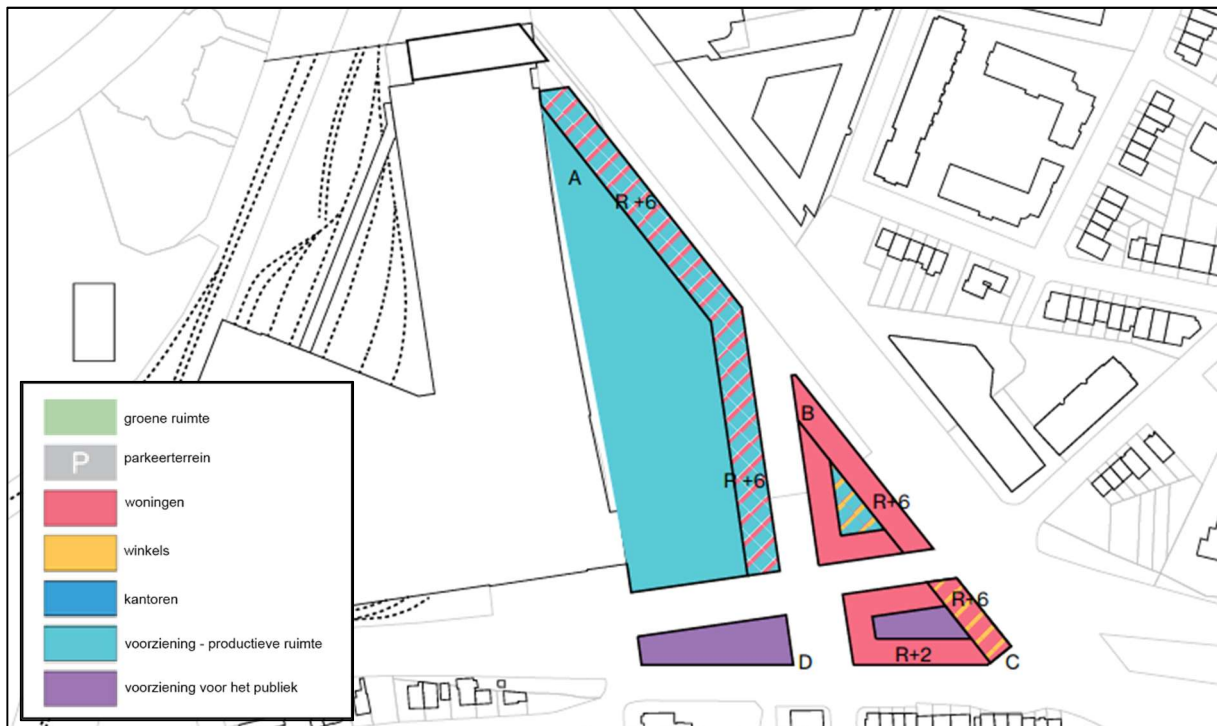 A
R +6
R +6
B
R+6
R+6
R+2
C
D
groene ruimte
P
parkeerterrein
woningen
winkels
kantoren
voorziening - productieve ruimte
voorziening voor het publiek